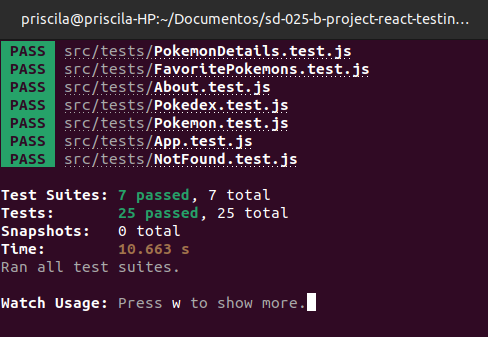 priscila@priscila-HP:~/Documentos/sd-025-b-project-react-testin...
PASS src/tests/PokemonDetails.test.js
PASS src/tests/FavoritePokemons.test.js
PASS src/tests/About.test.js
PASS src/tests/Pokedex.test.js
PASS src/tests/Pokemon.test.js
PASS src/tests/App.test.js
PASS src/tests/NotFound.test.js
Test Suites: 7 passed, 7 total
Tests: 25 passed, 25 total
Snapshots: 0 total
Time: 10.663 s
Ran all test suites.
Watch Usage: Press w to show more.